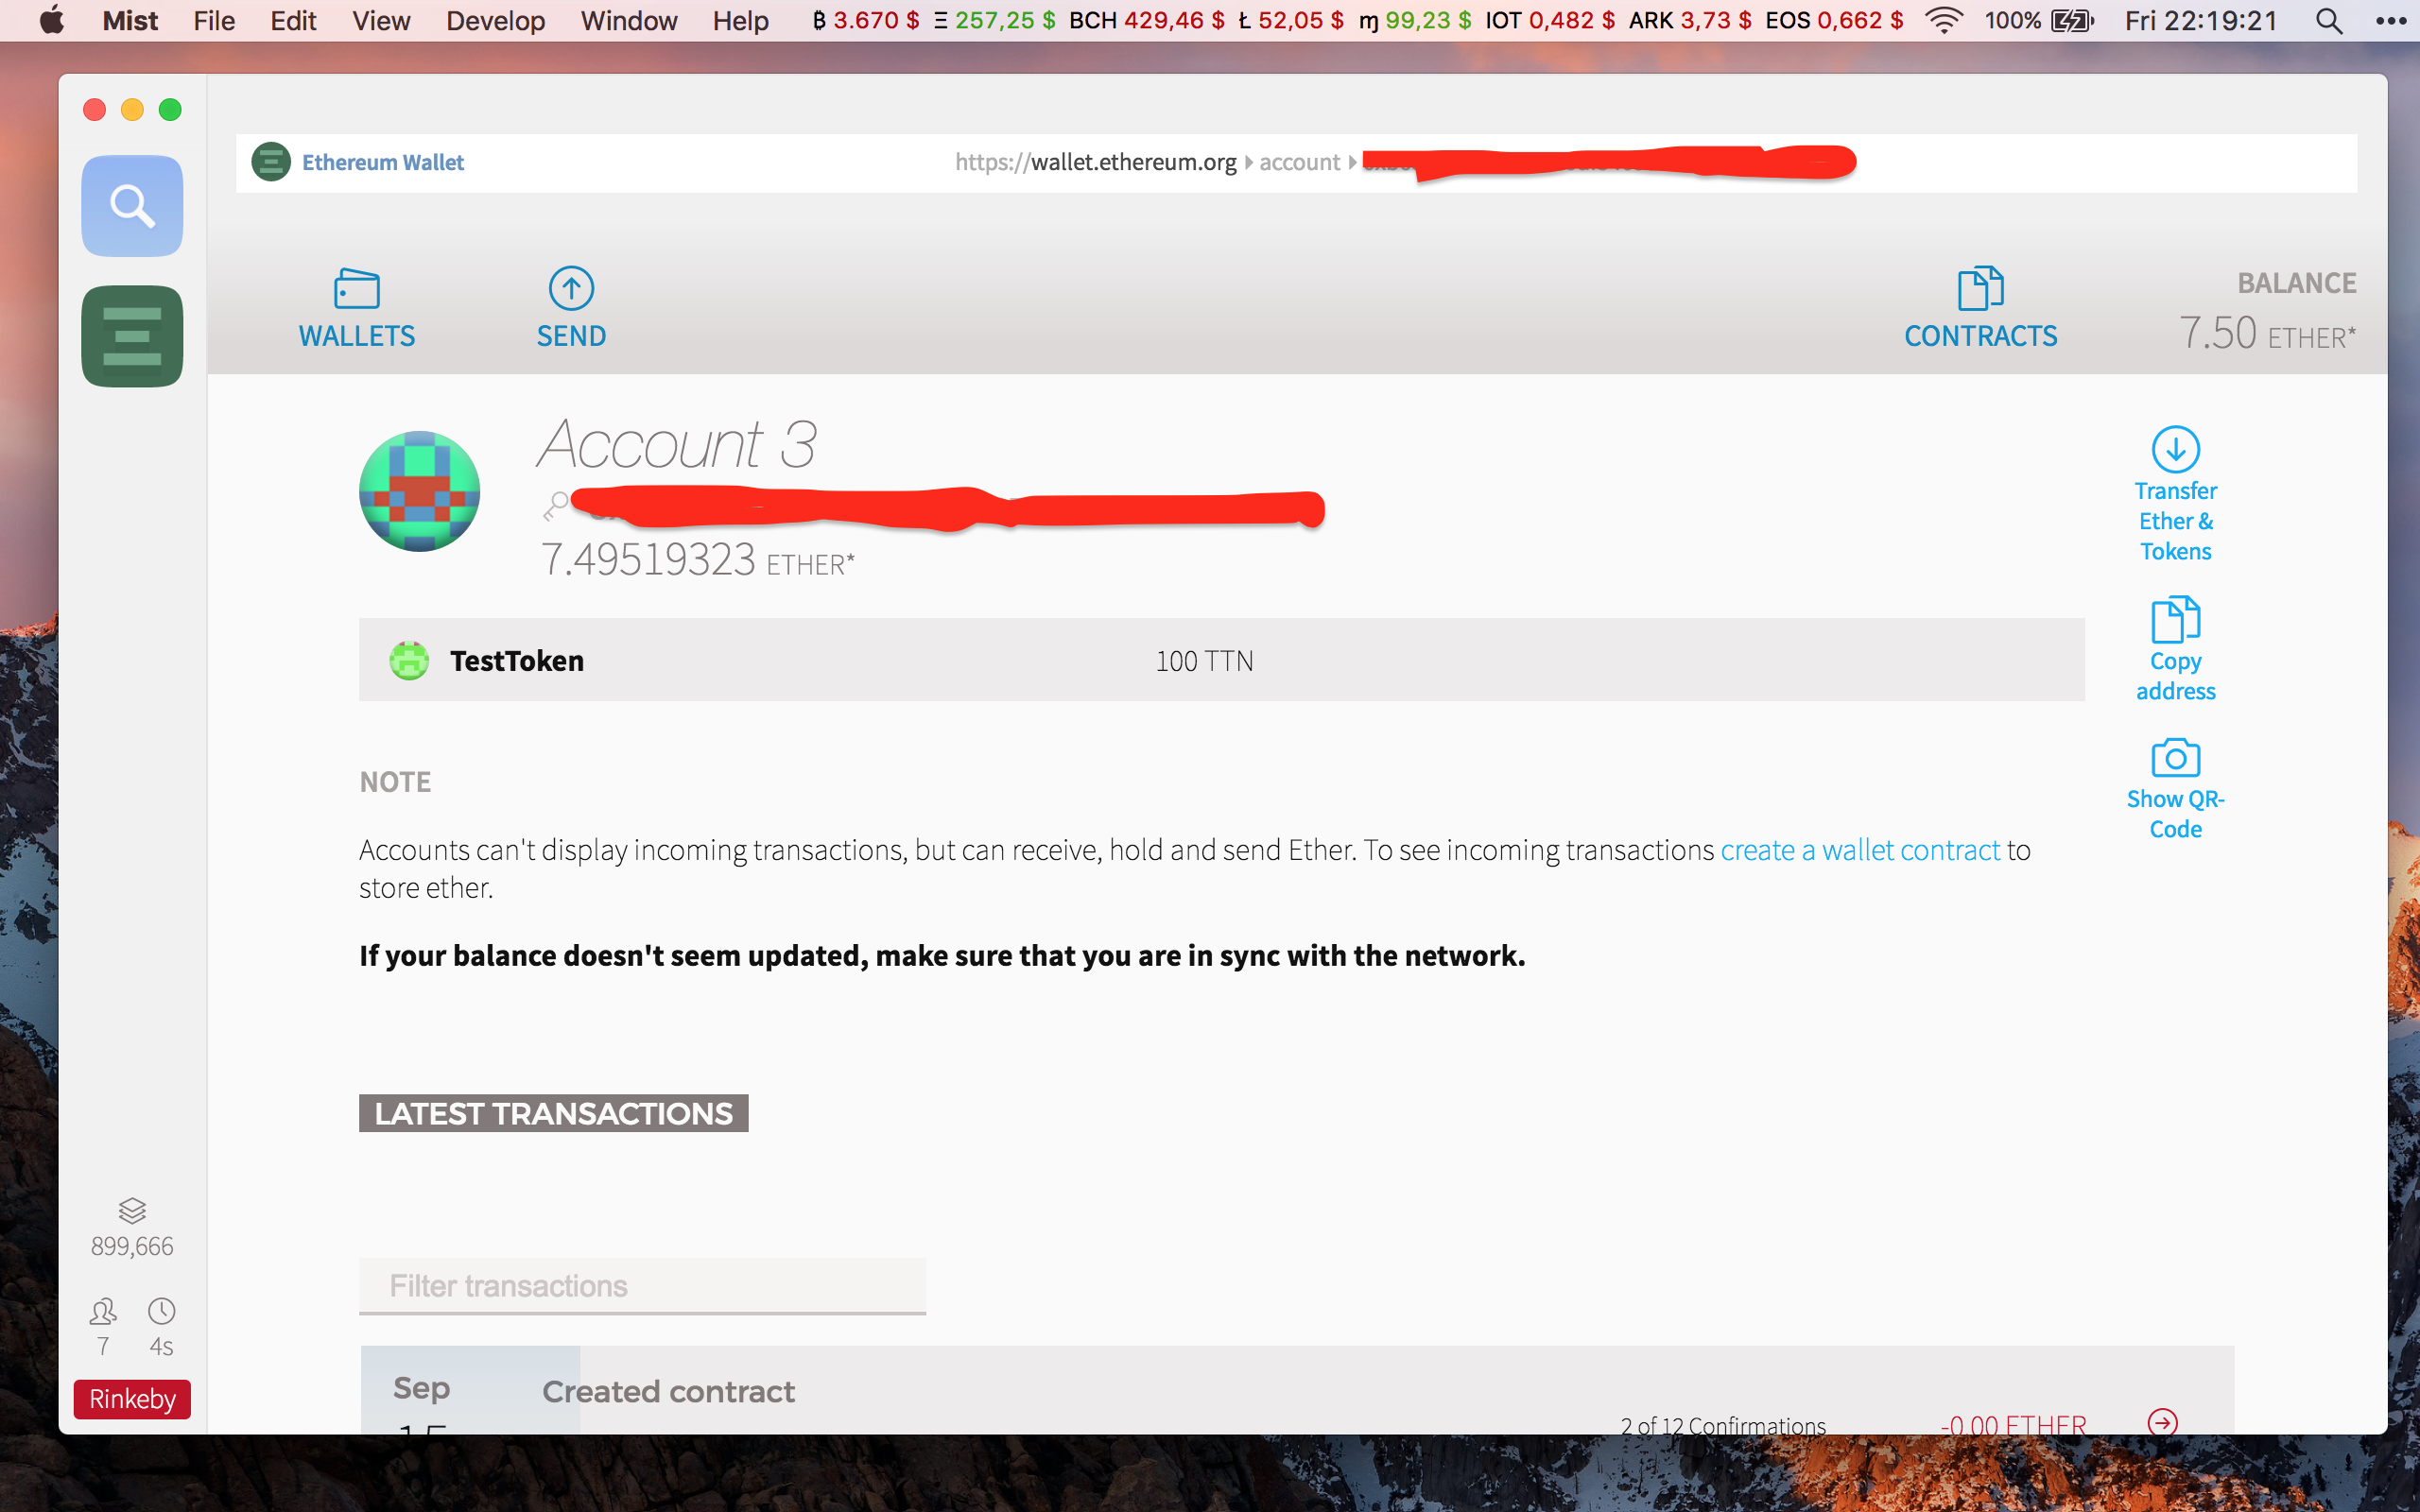 Mist File Edit View Develop Window Help ₿ 3.670 $ Ξ 257,25 $ BCH 429,46 $ Ł 52,05 $ ɱ 99,23 $ IOT 0,482 $ ARK 3,73 $ EOS 0,662 $ 100% Fri 22:19:21
Ethereum Wallet https://wallet.ethereum.org account
WALLETS SEND CONTRACTS
BALANCE
7.50 ETHER*
Account 3
7.49519323 ETHER*
Transfer
Ether &
Tokens
TestToken 100 TTN
Copy
address
Show QR-
Code
NOTE
Accounts can't display incoming transactions, but can receive, hold and send Ether. To see incoming transactions create a wallet contract to
store ether.
If your balance doesn't seem updated, make sure that you are in sync with the network.
LATEST TRANSACTIONS
Filter transactions
Sep
15
Created contract
2 of 12 Confirmations -0.00 ETHER
899,666
7 4s
Rinkeby